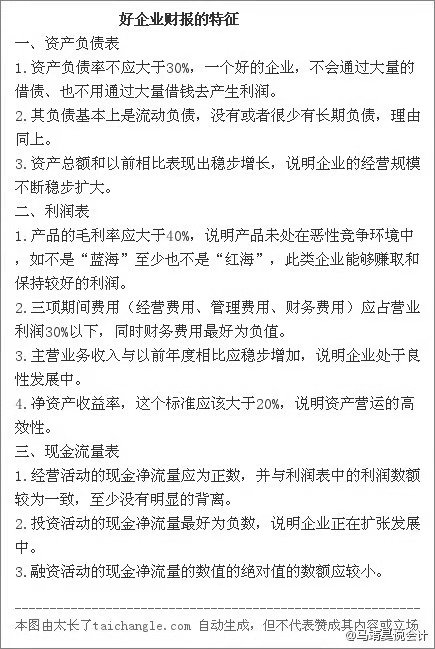 好企业财报的特征
一、资产负债表
1.资产负债率不应大于30%，一个好的企业，不会通过大量的
借债、也不用通过大量借钱去产生利润。
2.其负债基本上是流动负债，没有或者很少有长期负债，理由
同上。
3.资产总额和以前相比表现出稳步增长，说明企业的经营规模
不断稳步扩大。
二、利润表
1.产品的毛利率应大于40%，说明产品未处在恶性竞争环境中
，如不是“蓝海”至少也不是“红海”，此类企业能够赚取和
保持较好的利润。
2.三项期间费用（经营费用、管理费用、财务费用）应占营业
利润30%以下，同时财务费用最好为负值。
3.主营业务收入与以前年度相比应稳步增加，说明企业处于良
性发展中。
4.净资产收益率，这个标准应该大于20%，说明资产营运的高
效性。
三、现金流量表
1.经营活动的现金净流量应为正数，并与利润表中的利润数额
较为一致，至少没有明显的背离。
2.投资活动的现金净流量最好为负数，说明企业正在扩张发展
中。
3.融资活动的现金净流量的数值的绝对值的数额应较小。
本图由太长了taichangle.com 自动生成，但不代表赞成其内容或立场
@马靖昊说会计